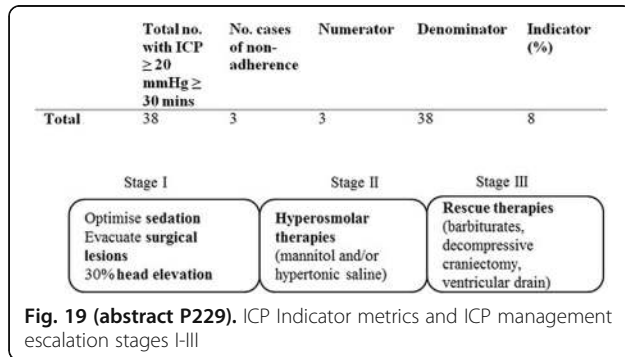 Total no. with ICP ≥ 20 mmHg ≥ 30 mins No. cases of non-adherence Numerator Denominator Indicator (%)
Total 38 3 3 38 8
Stage I Stage II Stage III
Optimise sedation
Evacuate surgical
lesions
30% head elevation
Hyperosmolar
therapies
(mannitol and/or
hypertonic saline)
Rescue therapies
(barbiturates,
decompressive
craniectomy,
ventricular drain)
Fig. 19 (abstract P229). ICP Indicator metrics and ICP management
escalation stages I-III